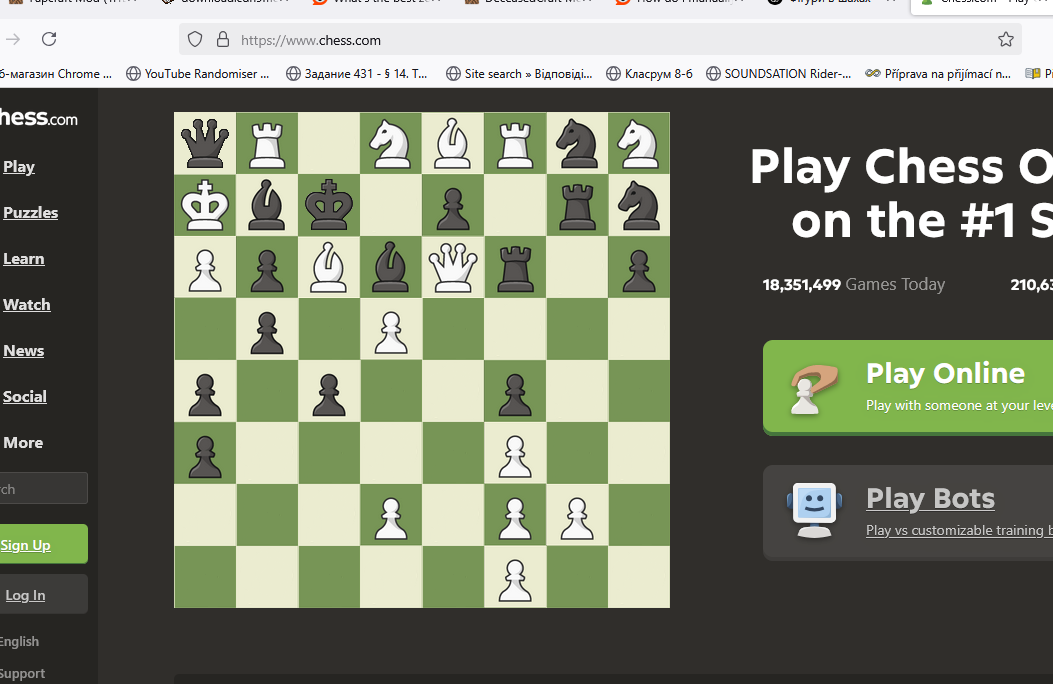 https://www.chess.com
б-магазин Chrome ...
YouTube Randomiser ...
Задание 431 - § 14. Т...
Site search » Відповіді...
Класрум 8-б
SOUNDSATION Rider-...
Příprava na přijímací n...
hess.com
Play
Puzzles
Learn
Watch
News
Social
More
rch
Sign Up
Log In
English
Support
Play Chess O
on the #1 S
18,351,499 Games Today
210,63
Play Online
Play with someone at your leve
Play Bots
Play vs customizable training b